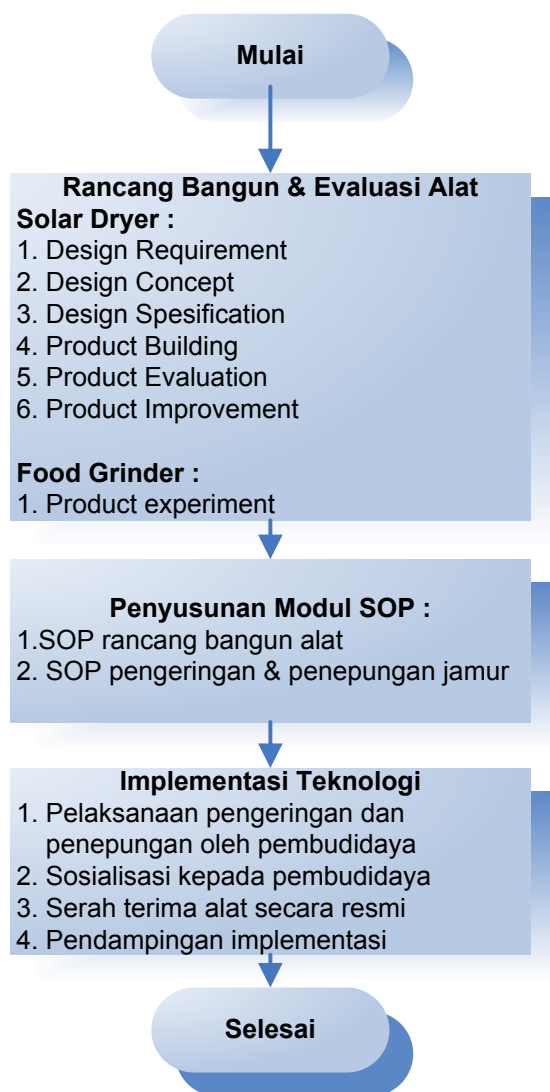 Mulai
Rancang Bangun & Evaluasi Alat
Solar Dryer :
1. Design Requirement
2. Design Concept
3. Design Spesification
4. Product Building
5. Product Evaluation
6. Product Improvement
Food Grinder :
1. Product experiment
Penyusunan Modul SOP :
1.SOP rancang bangun alat
2. SOP pengeringan & penepungan jamur
Implementasi Teknologi
1. Pelaksanaan pengeringan dan
penepungan oleh pembudidaya
2. Sosialisasi kepada pembudidaya
3. Serah terima alat secara resmi
4. Pendampingan implementasi
Selesai